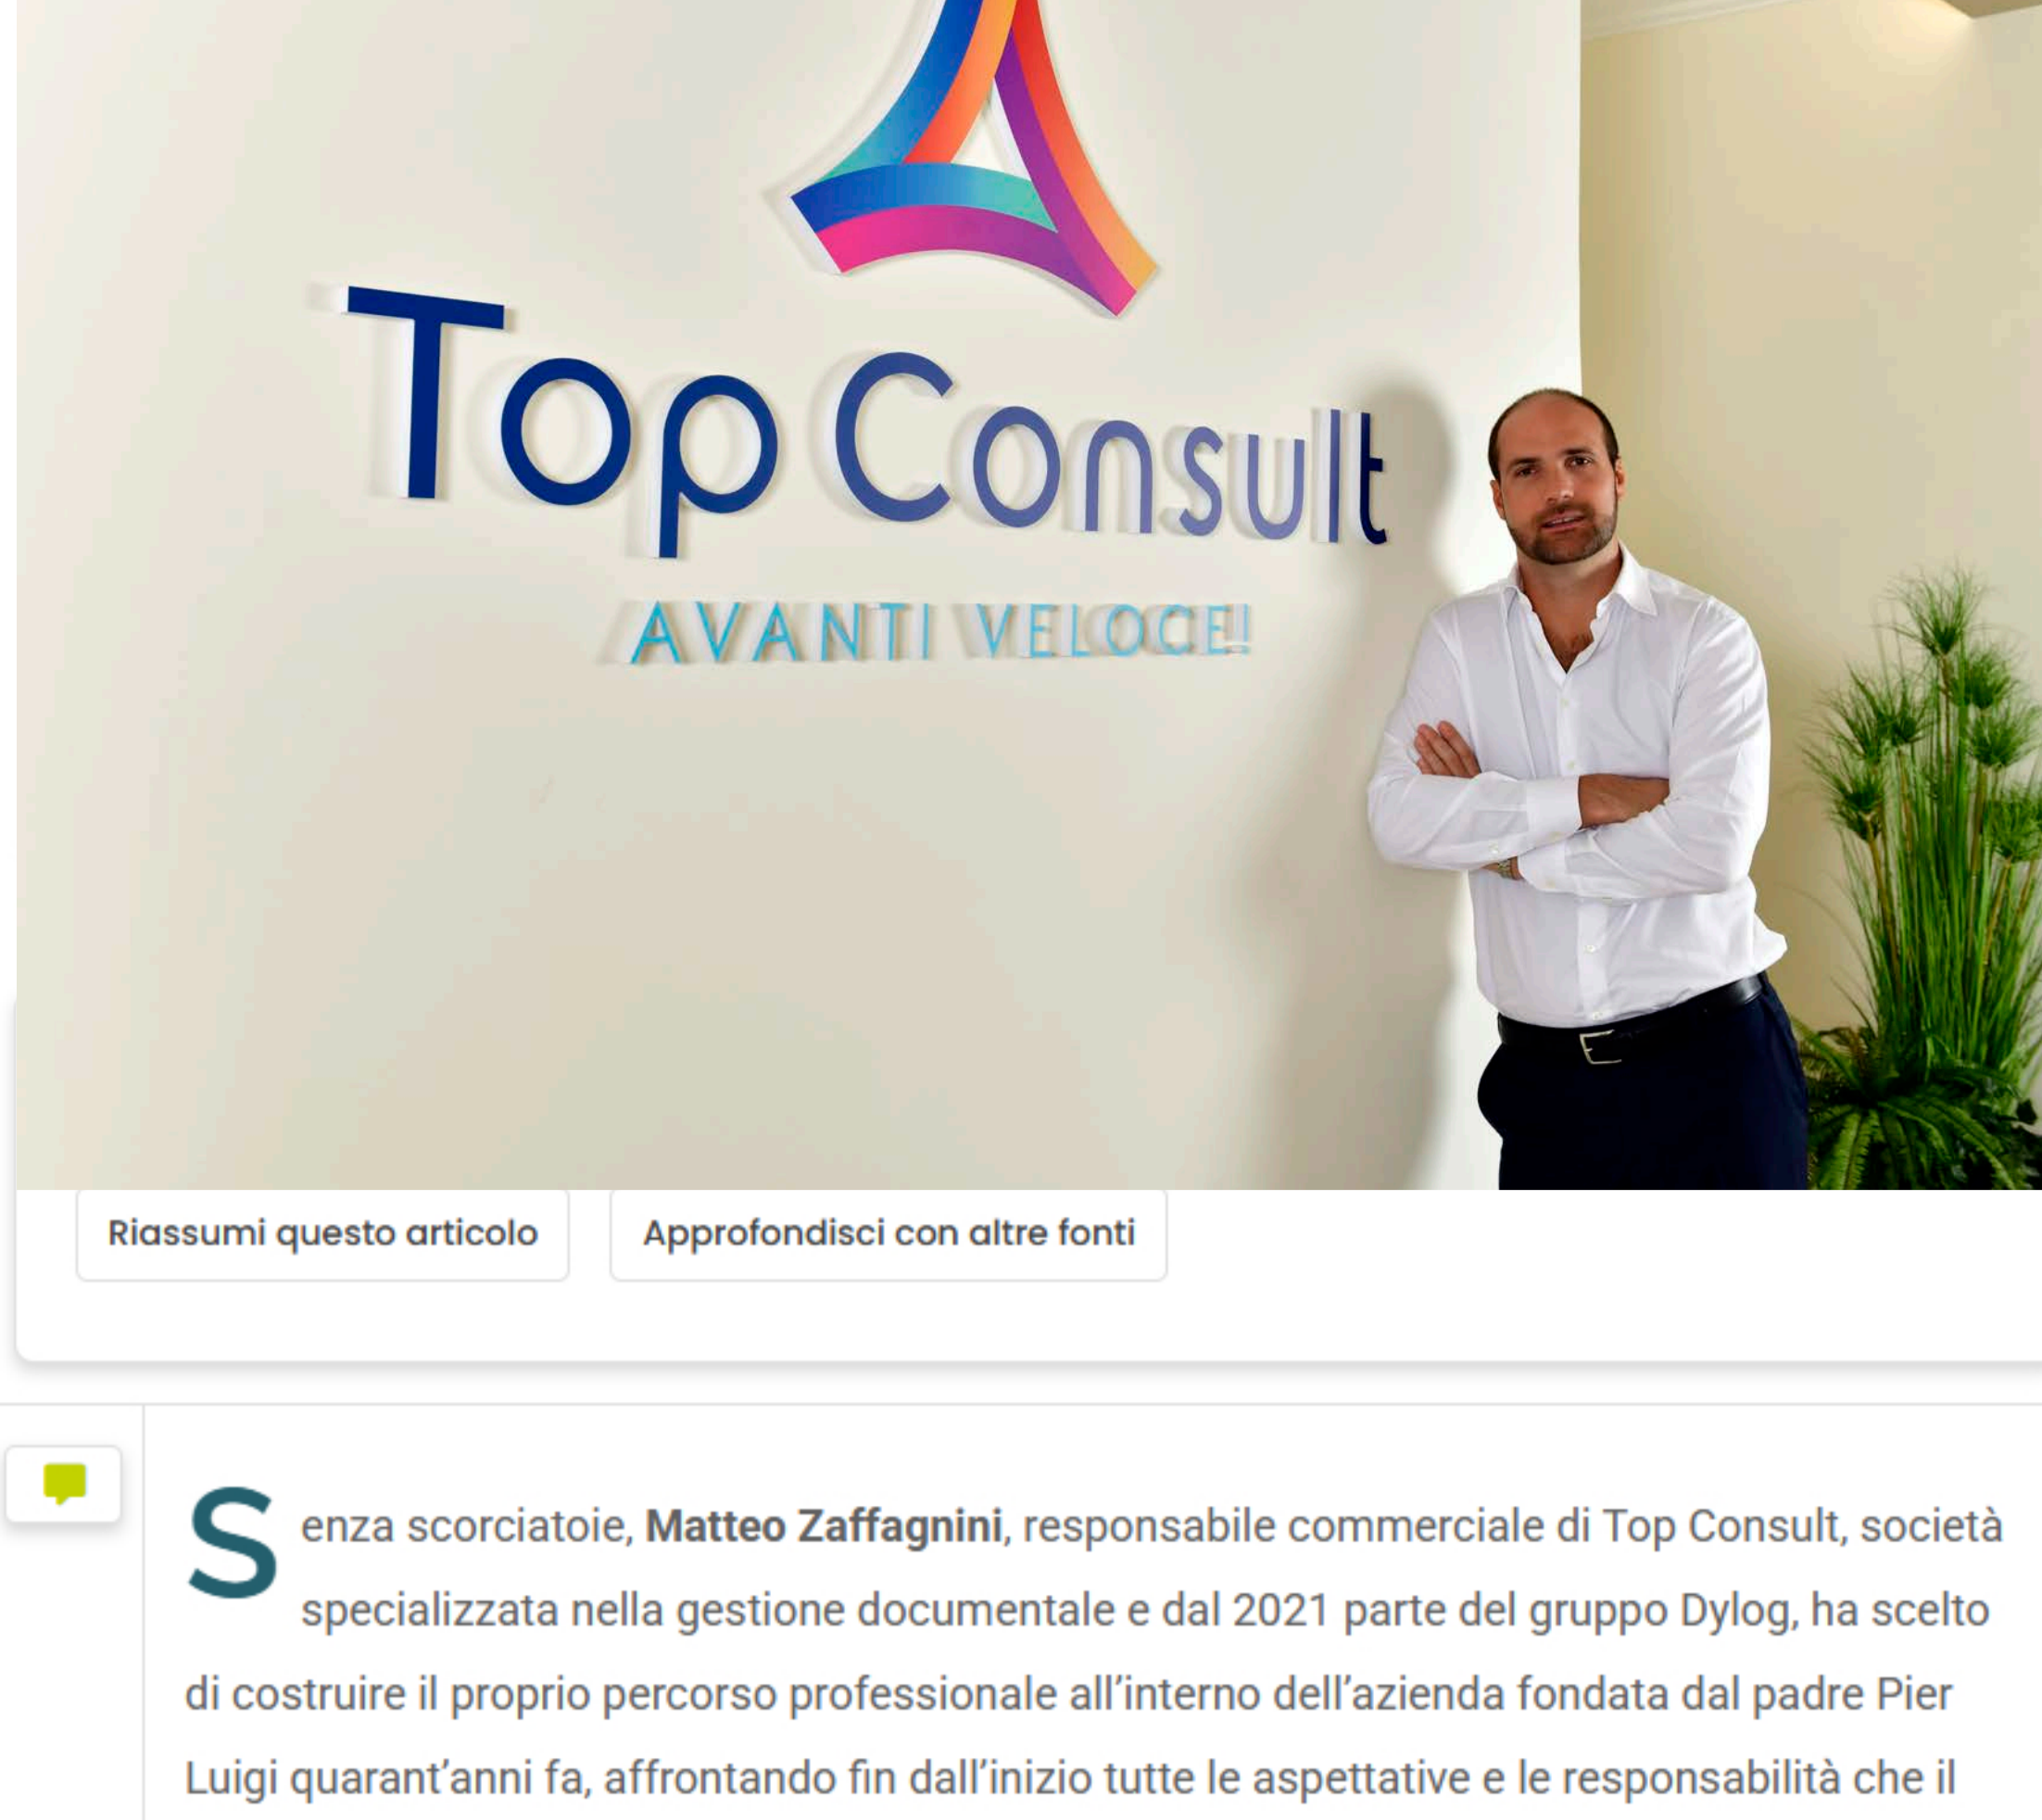 Top Consult
AVANTI VELOCE!
Riassumi questo articolo
Approfondisci con altre fonti
Senza scorciatoie, Matteo Zaffagnini, responsabile commerciale di Top Consult, società
specializzata nella gestione documentale e dal 2021 parte del gruppo Dylog, ha scelto
di costruire il proprio percorso professionale all'interno dell'azienda fondata dal padre Pier
Luigi quarant'anni fa, affrontando fin dall'inizio tutte le aspettative e le responsabilità che il